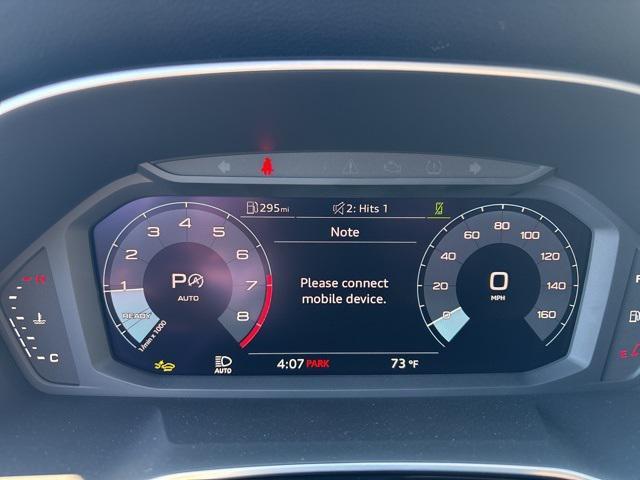 295mi
2: Hits 1
Note
Please connect
mobile device.
1 2 3 4 5 6 7 8
P
AUTO
READY
1/min x 1000
0 20 40 60 80 100 120 140 160
0
MPH
H
C
AUTO
4:07 PARK
73 °F